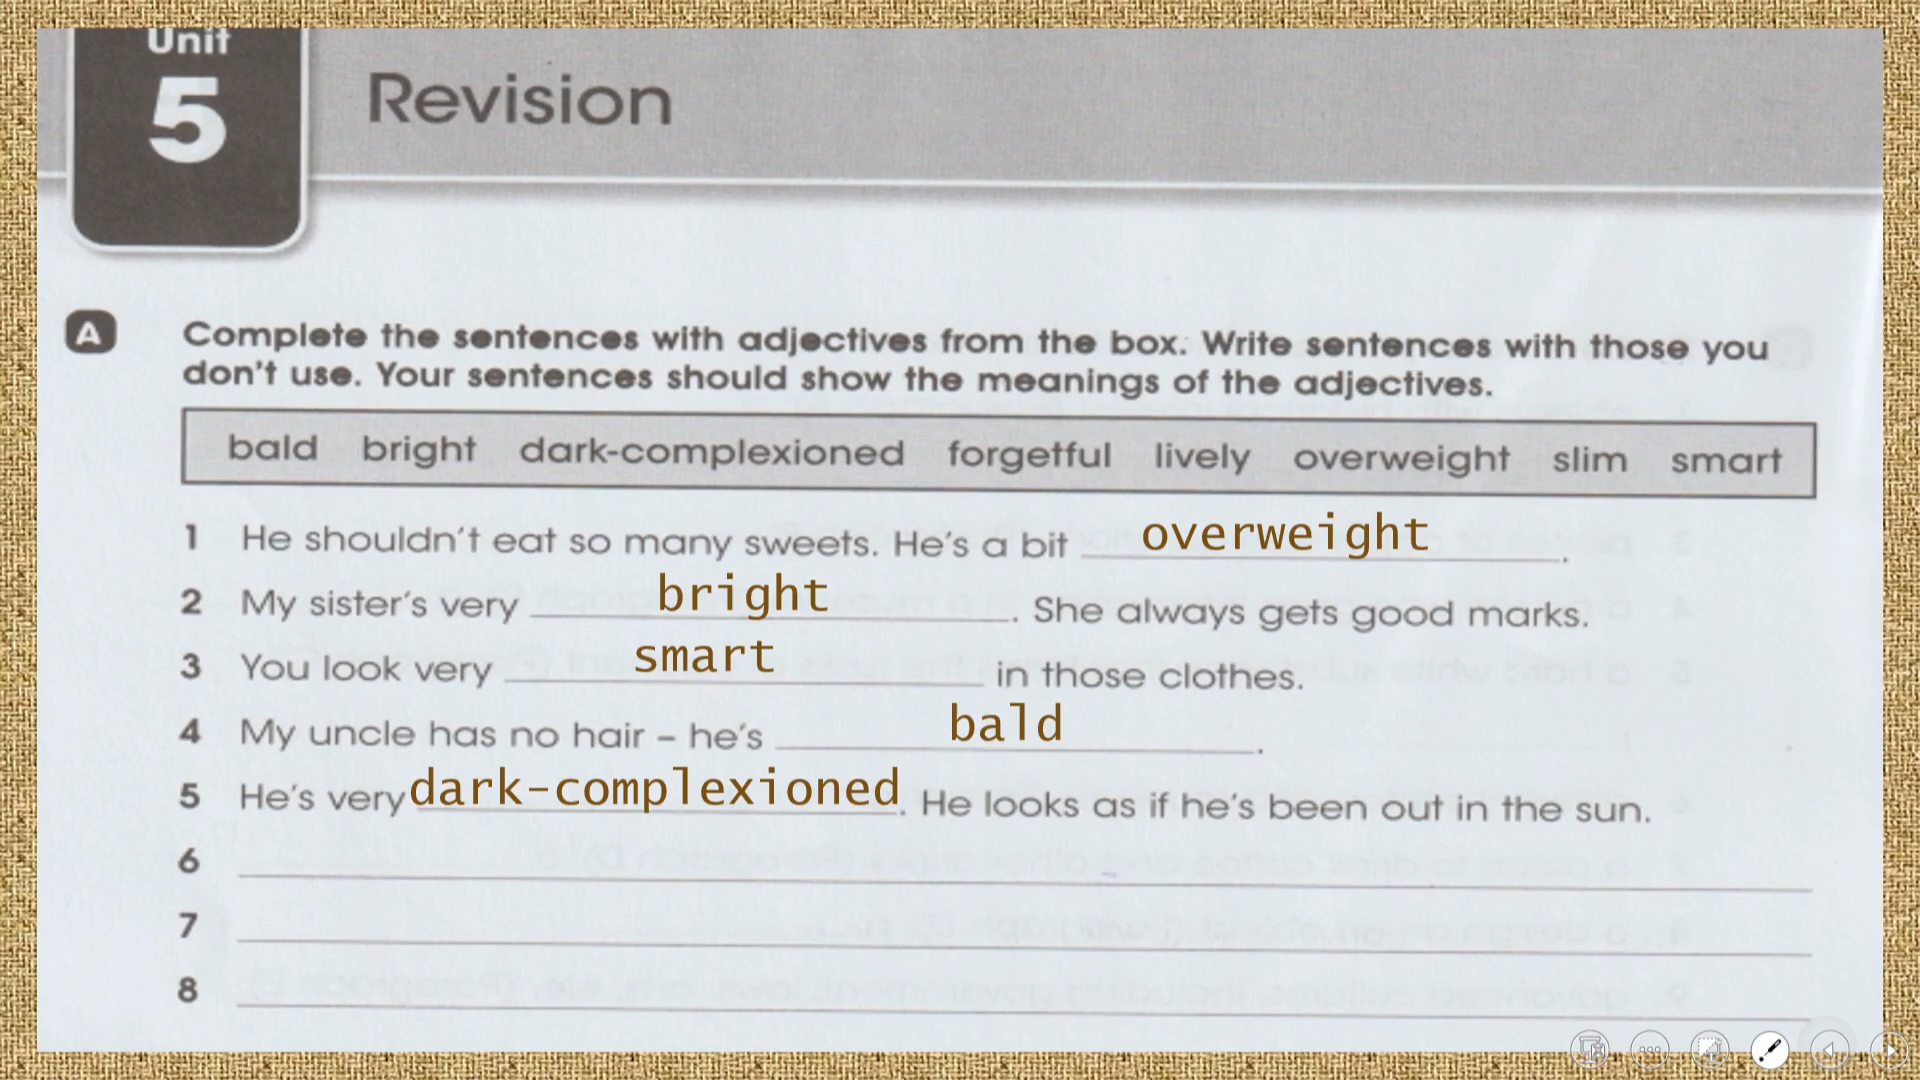 Unit
5
Revision
A
Complete the sentences with adjectives from the box. Write sentences with those you
don't use. Your sentences should show the meanings of the adjectives.
bald bright dark-complexioned forgetful lively overweight slim smart
1 He shouldn't eat so many sweets. He's a bit overweight.
2 My sister's very bright. She always gets good marks.
3 You look very smart in those clothes.
4 My uncle has no hair – he's bald.
5 He's very dark-complexioned. He looks as if he's been out in the sun.
6
7
8